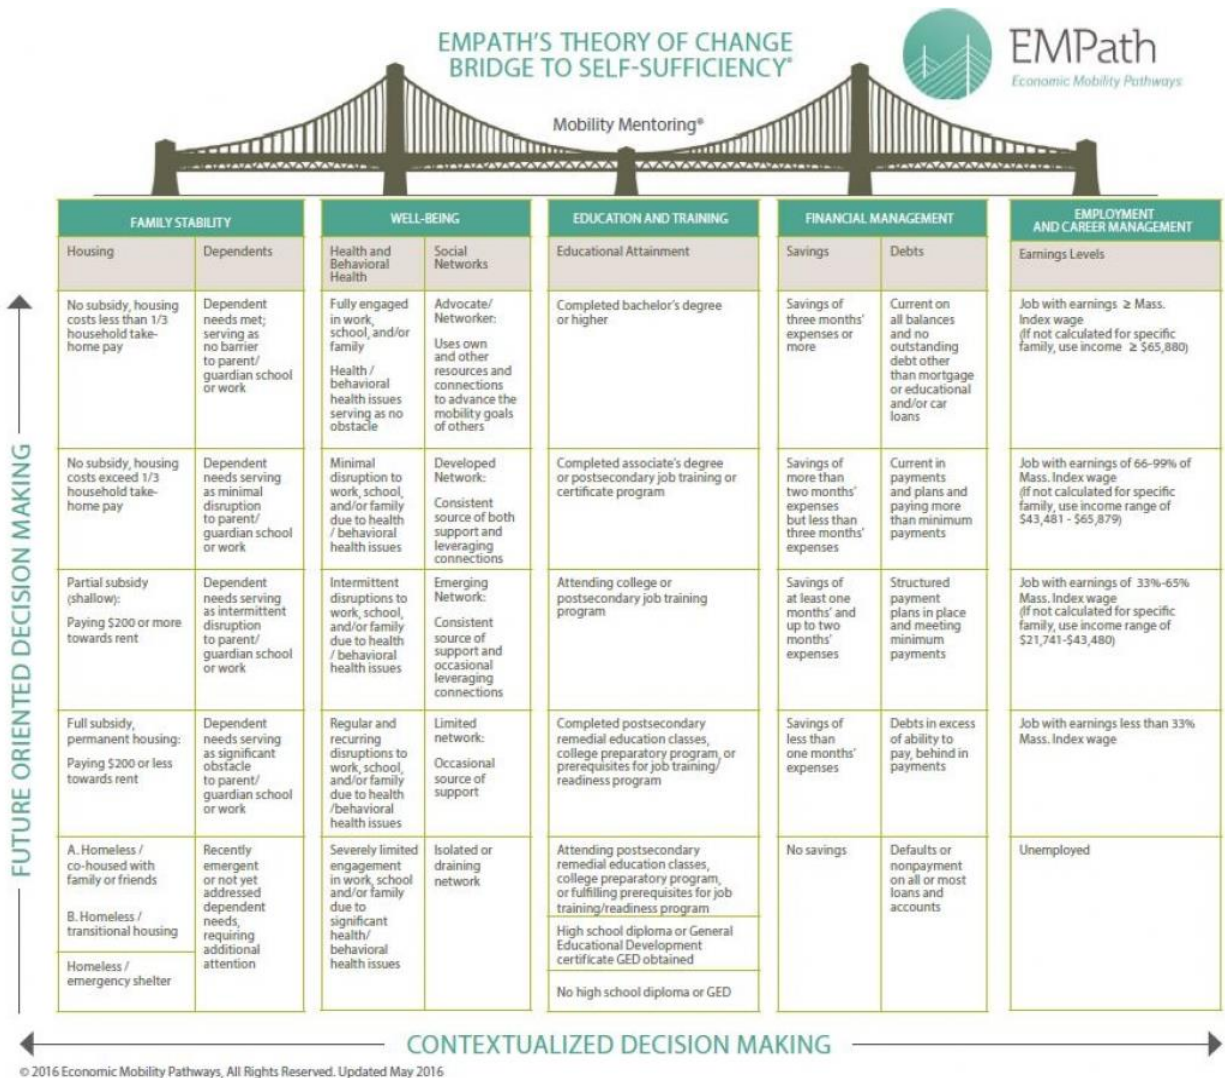 EMPATH'S THEORY OF CHANGE
BRIDGE TO SELF-SUFFICIENCY®
EMPath
Economic Mobility Pathways
Mobility Mentoring®
FAMILY STABILITY
Housing
Dependents
No subsidy, housing
costs less than 1/3
household take-
home pay
Dependent
needs met;
serving as
no barrier
to parent/
guardian school
or work
No subsidy, housing
costs exceed 1/3
household take-
home pay
Dependent
needs serving
as minimal
disruption
to parent/
guardian school
or work
Partial subsidy
(shallow):
Paying $200 or more
towards rent
Dependent
needs serving
as intermittent
disruption
to parent/
guardian school
or work
Full subsidy,
permanent housing:
Paying $200 or less
towards rent
Dependent
needs serving
as significant
obstacle
to parent/
guardian school
or work
A. Homeless /
co-housed with
family or friends
B. Homeless /
transitional housing
Homeless /
emergency shelter
Recently
emergent
or not yet
addressed
dependent
needs,
requiring
additional
attention
WELL-BEING
Health and
Behavioral
Health
Social
Networks
Fully engaged
in work,
school, and/or
family
Health /
behavioral
health issues
serving as no
obstacle
Advocate/
Networker:
Uses own
and other
resources and
connections
to advance the
mobility goals
of others
Minimal
disruption to
work, school,
and/or family
due to health
/ behavioral
health issues
Developed
Network:
Consistent
source of both
support and
leveraging
connections
Intermittent
disruptions to
work, school,
and/or family
due to health
/ behavioral
health issues
Emerging
Network:
Consistent
source of
support and
occasional
leveraging
connections
Regular and
recurring
disruptions to
work, school,
and/or family
due to health
/behavioral
health issues
Limited
network:
Occasional
source of
support
Severely limited
engagement
in work, school
and/or family
due to
significant
health/
behavioral
health issues
Isolated or
draining
network
EDUCATION AND TRAINING
Educational Attainment
Completed bachelor's degree
or higher
Completed associate's degree
or postsecondary job training or
certificate program
Attending college or
postsecondary job training
program
Completed postsecondary
remedial education classes,
college preparatory program, or
prerequisites for job training/
readiness program
Attending postsecondary
remedial education classes,
college preparatory program,
or fulfilling prerequisites for job
training/readiness program
High school diploma or General
Educational Development
certificate GED obtained
No high school diploma or GED
FINANCIAL MANAGEMENT
Savings
Debts
Savings of
three months'
expenses or
more
Current on
all balances
and no
outstanding
debt other
than mortgage
or educational
and/or car
loans
Savings of
more than
two months'
expenses
but less than
three months'
expenses
Current in
payments
and plans and
paying more
than minimum
payments
Savings of
at least one
months' and
up to two
months'
expenses
Structured
payment
plans in place
and meeting
minimum
payments
Savings of
less than
one months'
expenses
Debts in excess
of ability to
pay, behind in
payments
No savings
Defaults or
nonpayment
on all or most
loans and
accounts
EMPLOYMENT
AND CAREER MANAGEMENT
Earnings Levels
Job with earnings ≥ Mass.
Index wage
(If not calculated for specific
family, use income ≥ $65,880)
Job with earnings of 66-99% of
Mass. Index wage
(If not calculated for specific
family, use income range of
$43,481 - $65,879)
Job with earnings of 33%-65%
Mass. Index wage
(If not calculated for specific
family, use income range of
$21,741-$43,480)
Job with earnings less than 33%
Mass. Index wage
Unemployed
FUTURE ORIENTED DECISION MAKING
CONTEXTUALIZED DECISION MAKING
© 2016 Economic Mobility Pathways, All Rights Reserved. Updated May 2016